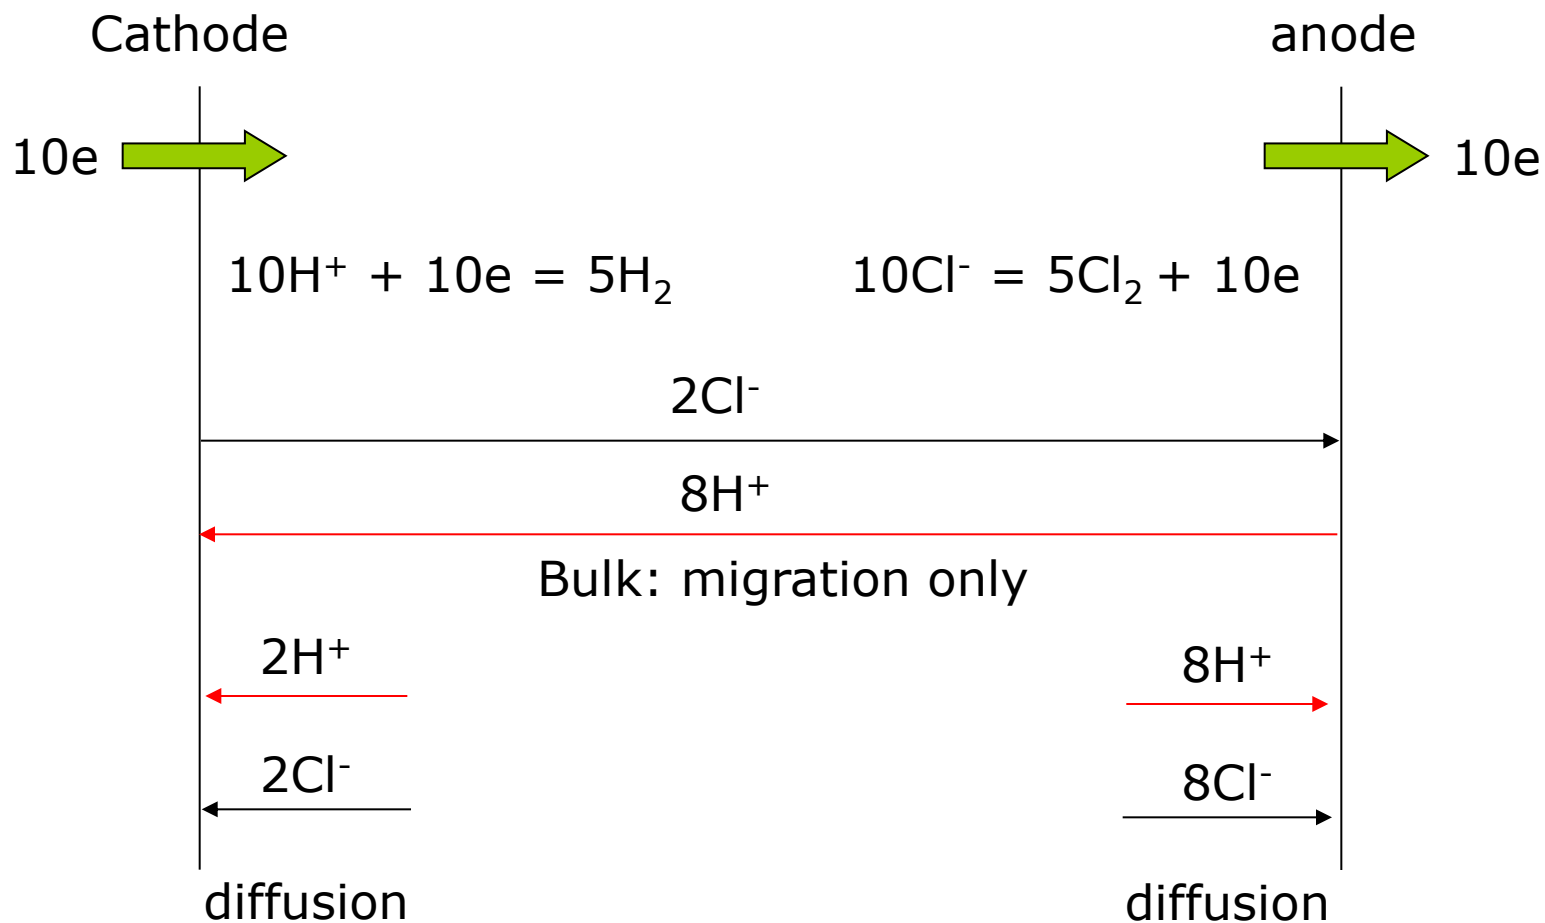 Cathode
anode
10e
10e
10H⁺ + 10e = 5H₂
10Cl⁻ = 5Cl₂ + 10e
2Cl⁻
8H⁺
Bulk: migration only
2H⁺
8H⁺
2Cl⁻
8Cl⁻
diffusion
diffusion